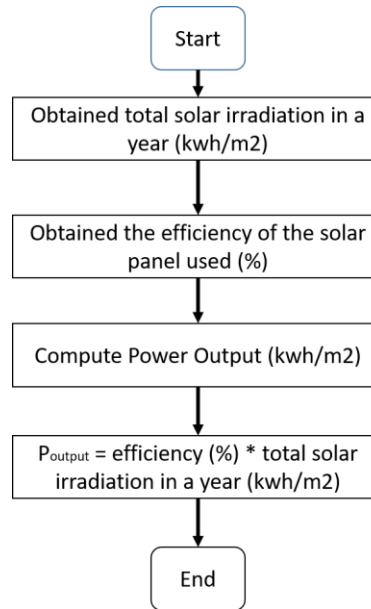 Start
Obtained total solar irradiation in a
year (kwh/m2)
Obtained the efficiency of the solar
panel used (%)
Compute Power Output (kwh/m2)
Poutput = efficiency (%) * total solar
irradiation in a year (kwh/m2)
End